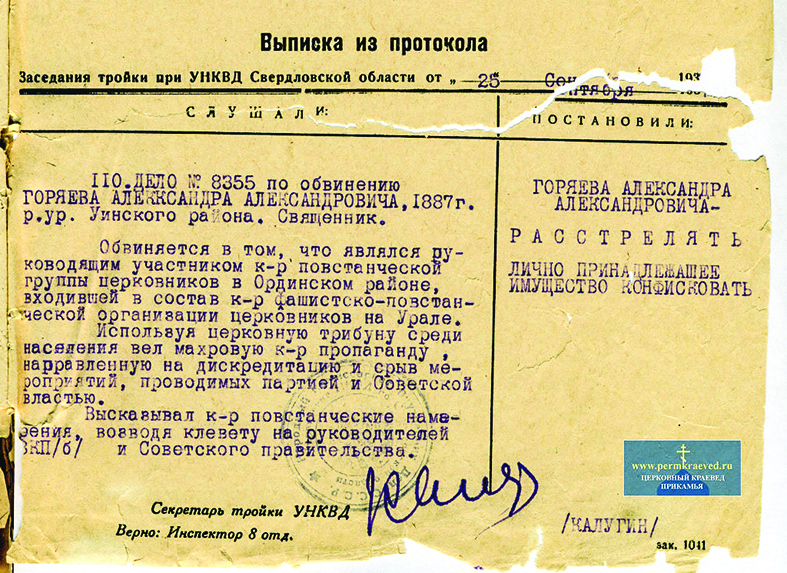 Выписка из протокола
Заседания тройки при УНКВД Свердловской области от „ 25 Сентября 193
СЛУШАЛИ:
110.ДЕЛО № 8355 по обвинению
ГОРЯЕВА АЛЕККСАНДРА АЛЕКСАНДРОВИЧА, 1887г.
р.ур. Уинского района. Священник.
Обвиняется в том, что являлся ру-
ководящим участником к-р повстанческой
группы церковников в Ординском районе,
входившей в состав к-р фашистско-повстан-
ческой организации церковников на Урале.
Используя церковную трибуну среди
населения вел махровую к-р пропаганду ,
направленную на дискредитацию и срыв ме-
роприятий, проводимых партией и Советской
властью.
Высказывал к-р повстанческие наме
рения, возводя клевету на руководителей
ВКП/б/ и Советского правительства.
ПОСТАНОВИЛИ:
ГОРЯЕВА АЛЕКСАНДРА
АЛЕКСАНДРОВИЧА-
РАССТРЕЛЯТЬ
ЛИЧНО ПРИНАДЛЕЖАЩЕЕ
ИМУЩЕСТВО КОНФИСКОВАТЬ
www.permkraeved.ru
ЦЕРКОВНЫЙ КРАЕВЕД
ПРИКАМЬЯ
Секретарь тройки УНКВД
Верно: Инспектор 8 отд.
/КАЛУГИН/
зак. 1041